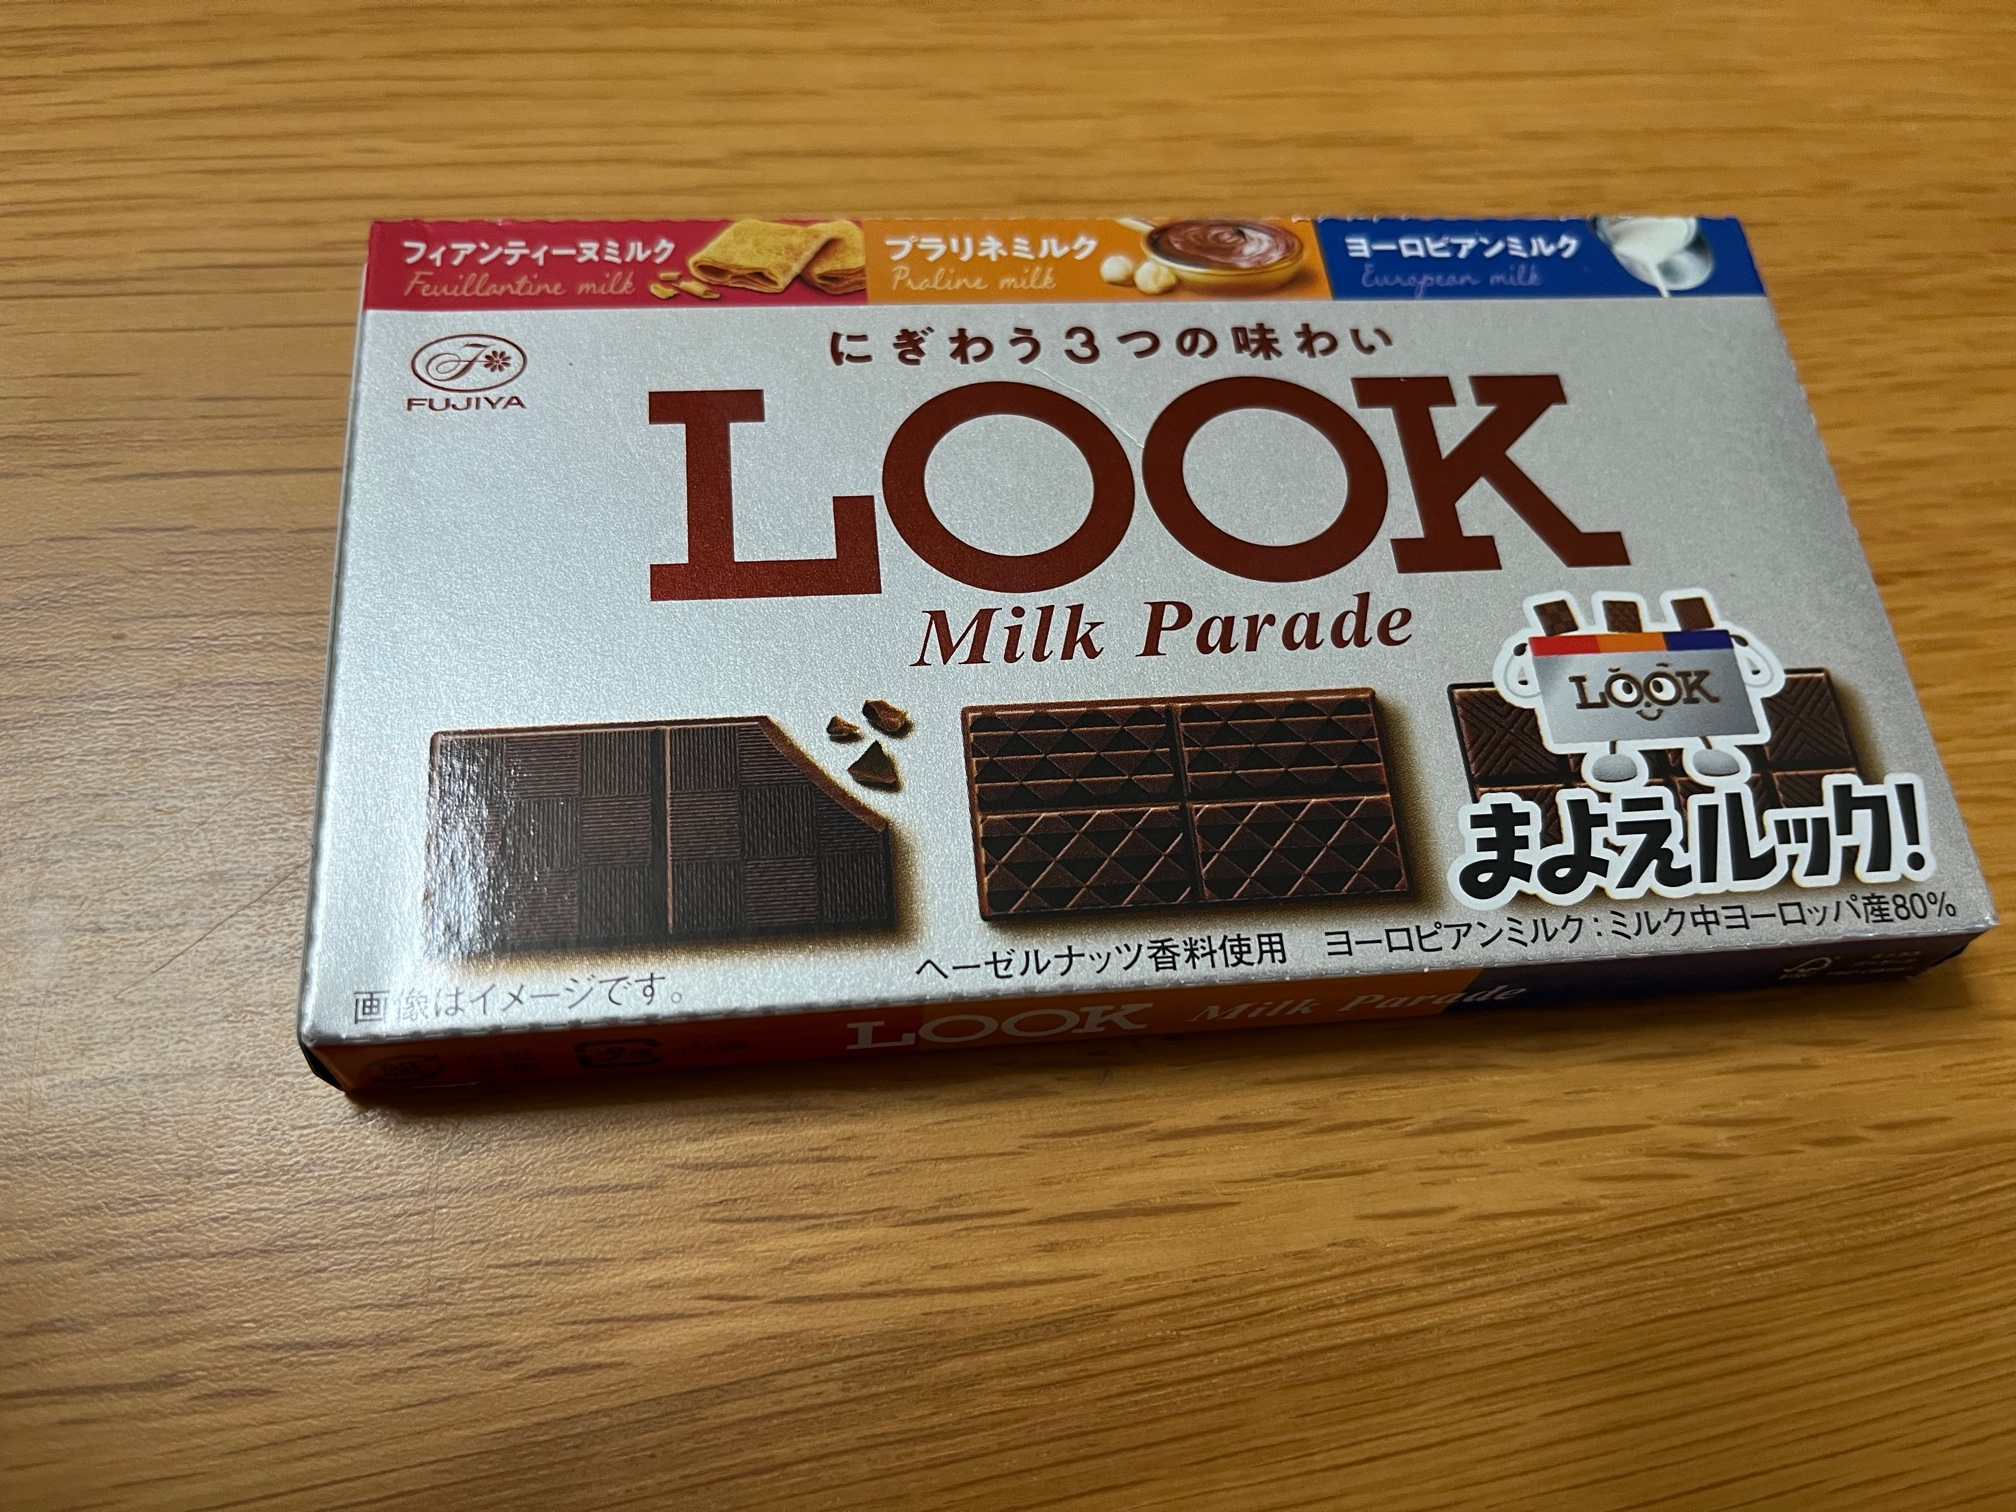 フィアンティーヌミルク
Feuillantine milk
プラリネミルク
Praline milk
ヨーロピアンミルク
European milk
FUJIYA
にぎわう3つの味わい
LOOK
Milk Parade
LOOK
まよえルック!
ヘーゼルナッツ香料使用 ヨーロピアンミルク:ミルク中ヨーロッパ産80%
画像はイメージです。
LOOK Milk Parade